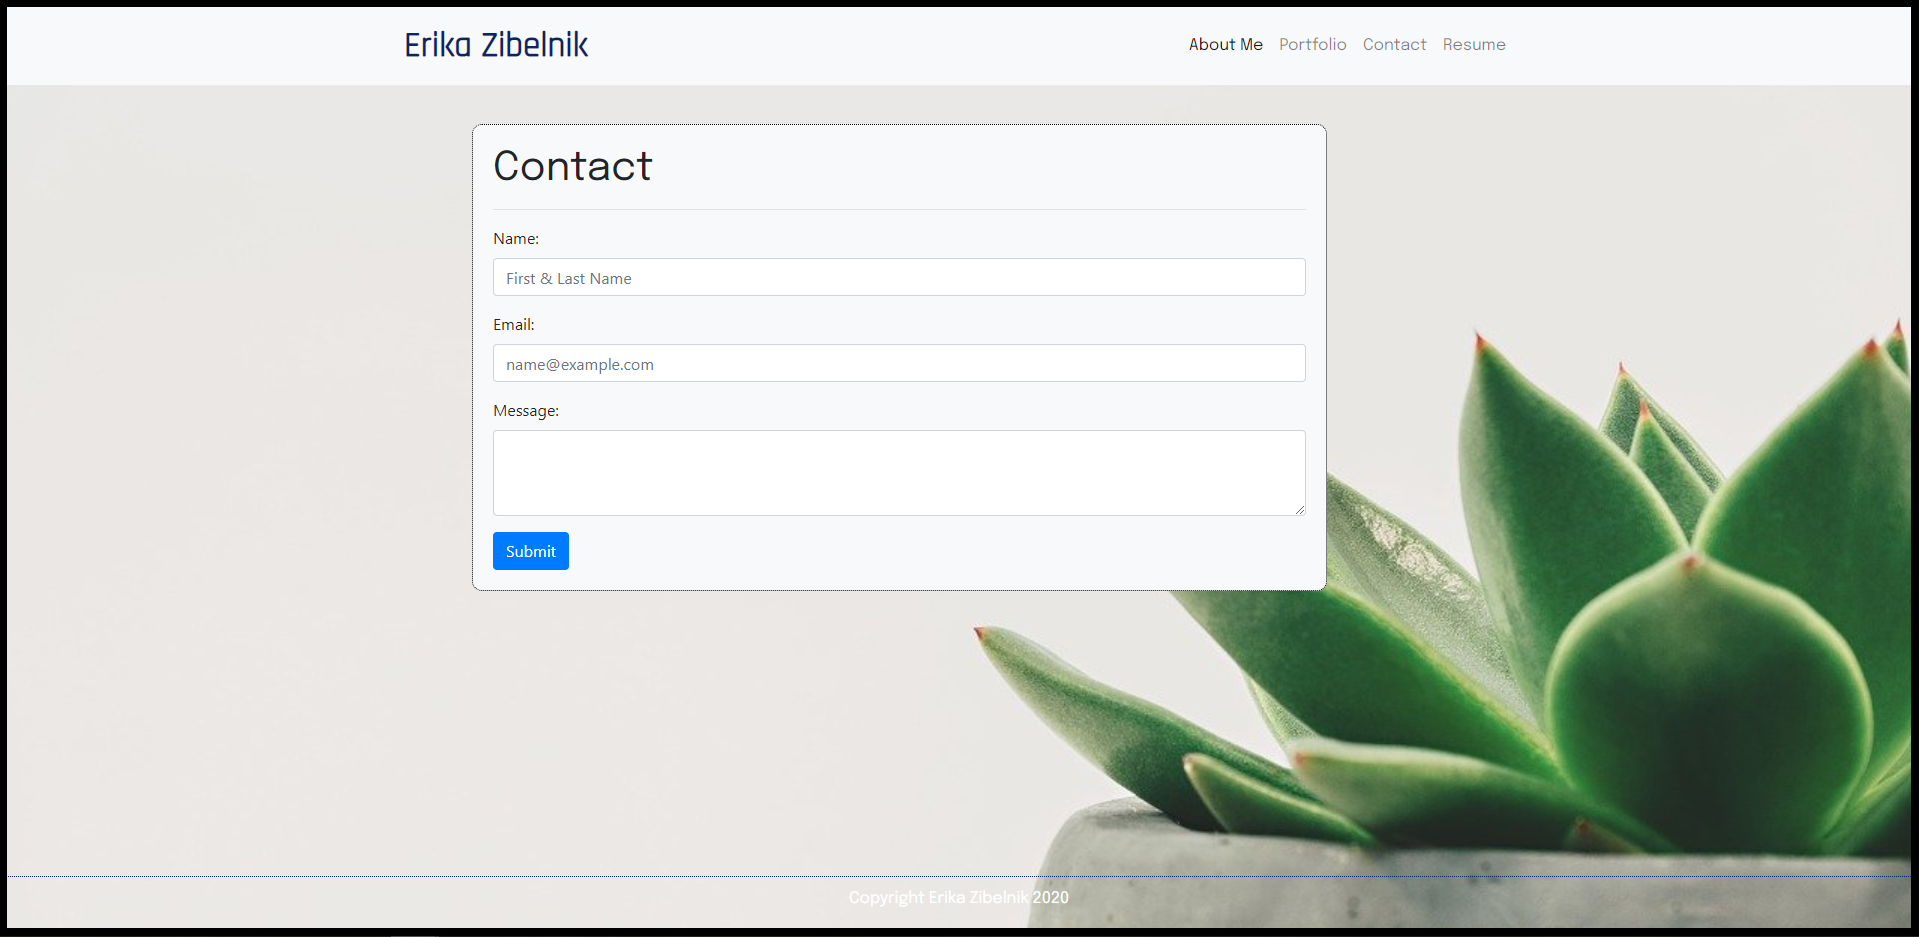 Erika Zibelnik
About Me Portfolio Contact Resume
Contact
Name:
First & Last Name
Email:
name@example.com
Message:
Submit
Copyright Erika Zibelnik 2020